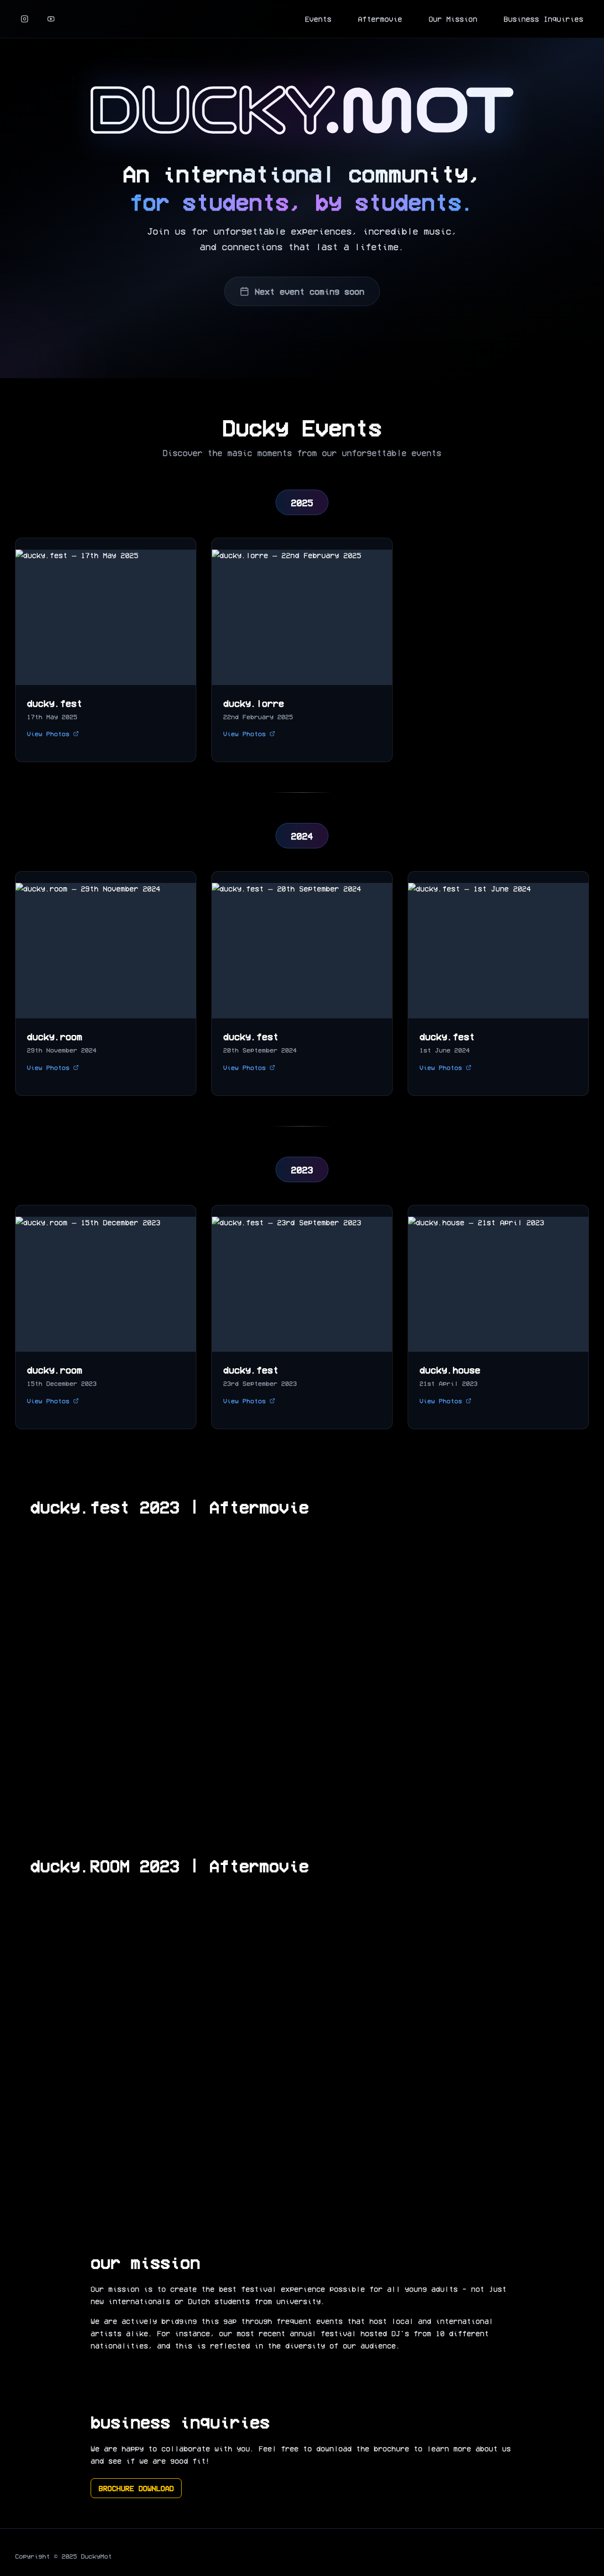 Events Aftermovie Our Mission Business Inquiries
DUCKY.MOT
An international community,
for students, by students.
Join us for unforgettable experiences, incredible music,
and connections that last a lifetime.
Next event coming soon
Ducky Events
Discover the magic moments from our unforgettable events
2025
ducky.fest – 17th May 2025
ducky.lorre – 22nd February 2025
ducky.fest
17th May 2025
View Photos
ducky.lorre
22nd February 2025
View Photos
2024
ducky.room – 29th November 2024
ducky.fest – 20th September 2024
ducky.fest – 1st June 2024
ducky.room
29th November 2024
View Photos
ducky.fest
20th September 2024
View Photos
ducky.fest
1st June 2024
View Photos
2023
ducky.room – 15th December 2023
ducky.fest – 23rd September 2023
ducky.house – 21st April 2023
ducky.room
15th December 2023
View Photos
ducky.fest
23rd September 2023
View Photos
ducky.house
21st April 2023
View Photos
ducky.fest 2023 | Aftermovie
ducky.ROOM 2023 | Aftermovie
our mission
Our mission is to create the best festival experience possible for all young adults - not just
new internationals or Dutch students from university.
We are actively bridging this gap through frequent events that host local and international
artists alike. For instance, our most recent annual festival hosted DJ's from 10 different
nationalities, and this is reflected in the diversity of our audience.
business inquiries
We are happy to collaborate with you. Feel free to download the brochure to learn more about us
and see if we are good fit!
BROCHURE DOWNLOAD
Copyright © 2025 DuckyMot